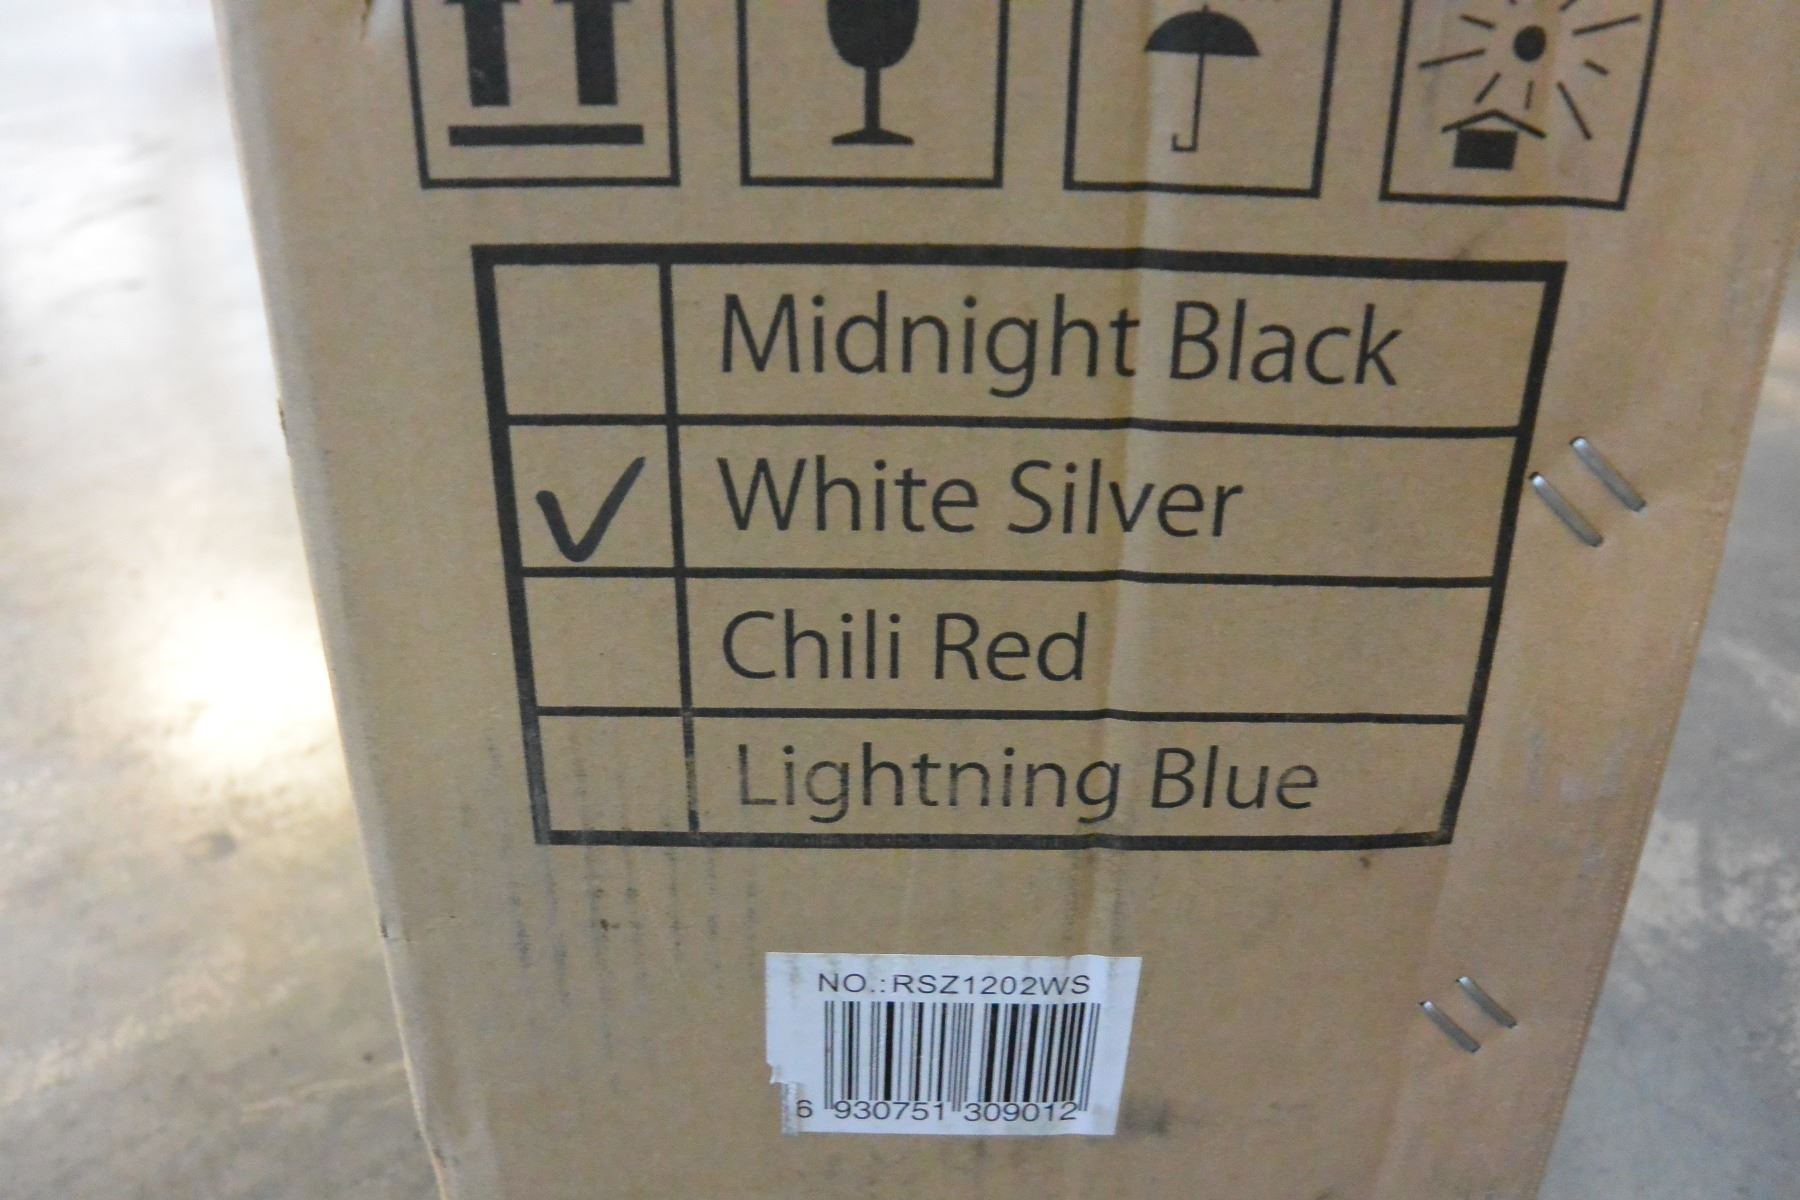 Midnight Black
White Silver
Chili Red
Lightning Blue
NO.:RSZ1202WS
6 930751 309012